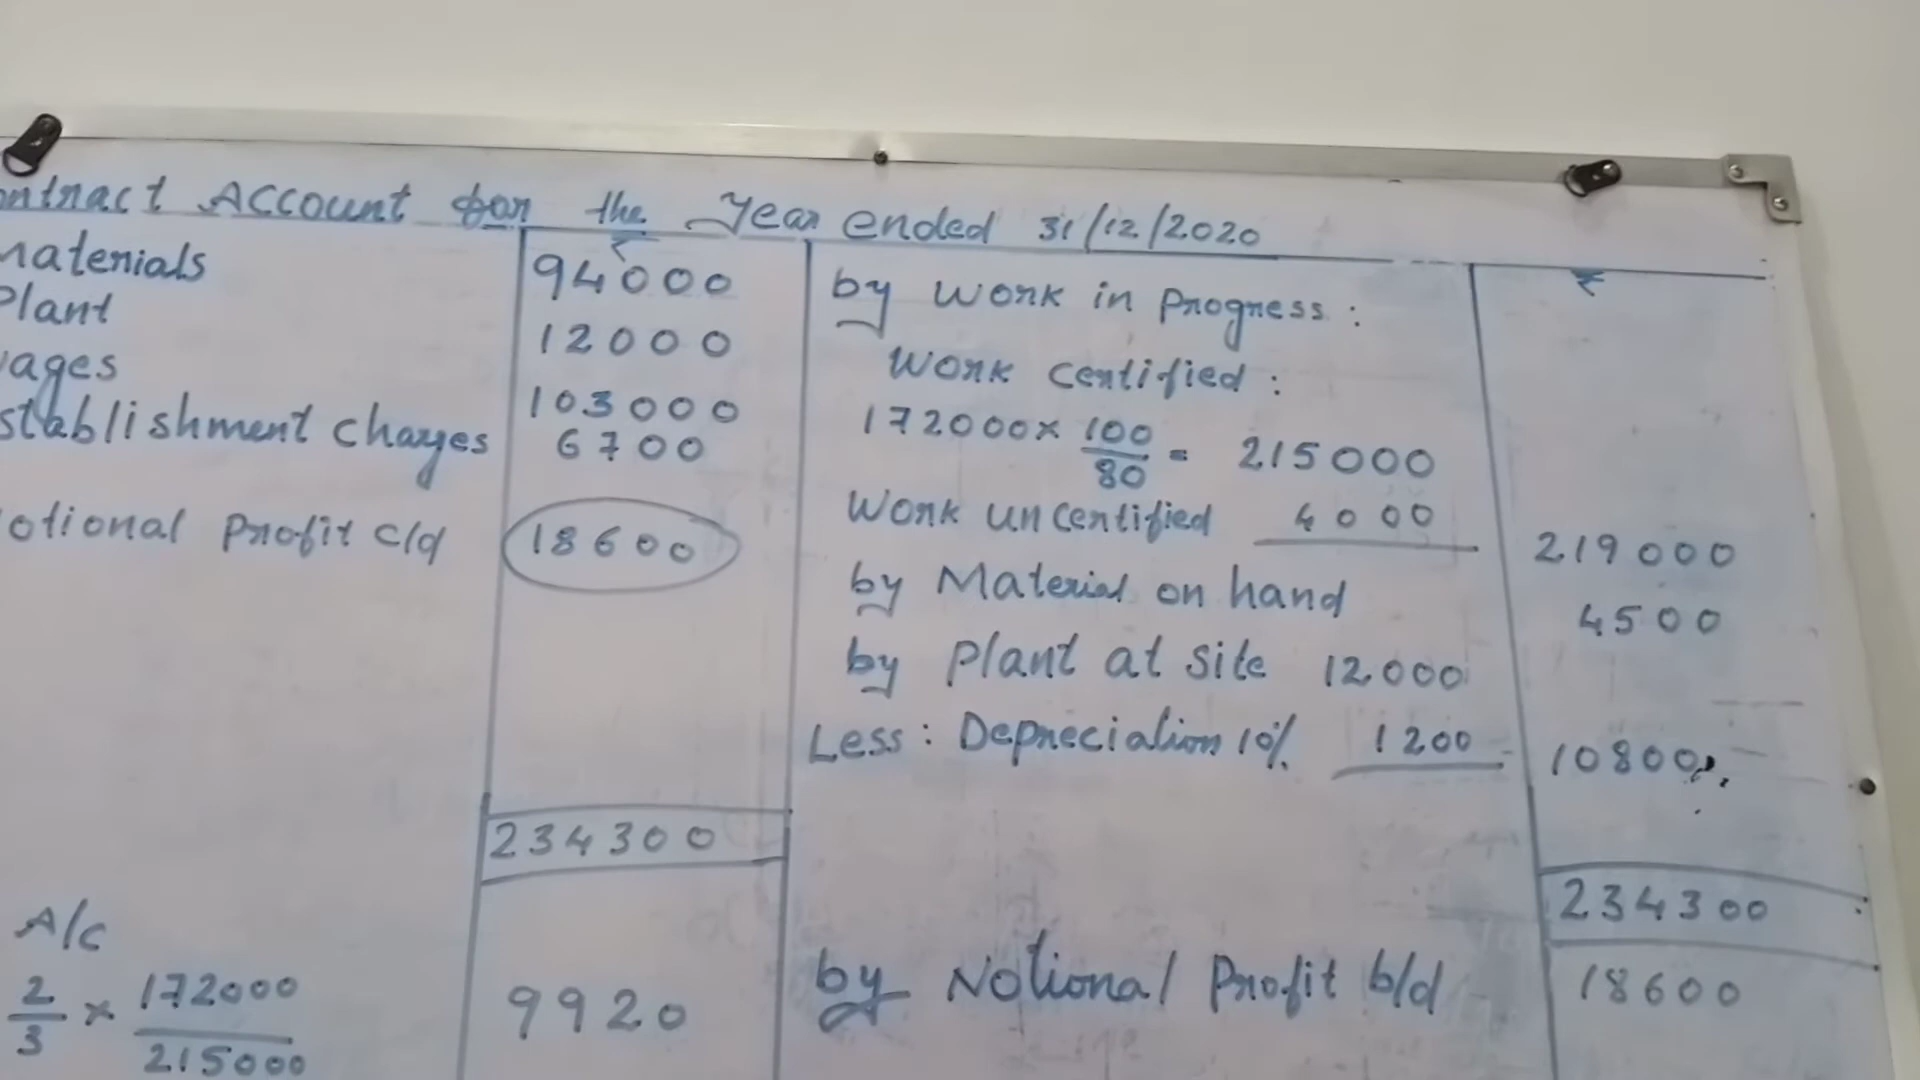 ontract Account for the Year ended 31/12/2020
₹
₹
Materials 94000
Plant 12000
ages 103000
stablishment charges 6700
otional Profit c/d 18600
234300
A/c
2/3 × 172000/215000 9920
by Work in Progress:
Work certified:
172000 × 100/80 = 215000
Work uncertified 4000 219000
by Material on hand 4500
by Plant at site 12000
Less: Depreciation 10% 1200 10800
234300
by Notional Profit b/d 18600